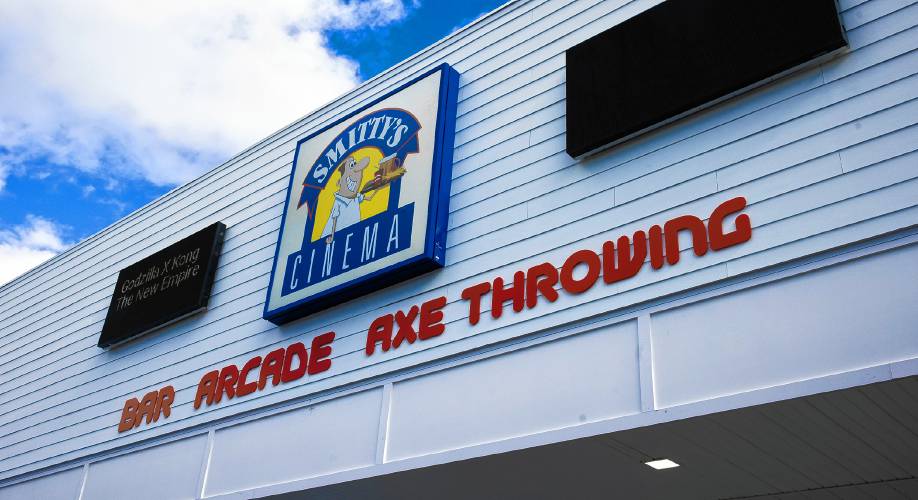 SMITTY'S
CINEMA
Godzilla X Kong
The New Empire
BAR ARCADE AXE THROWING